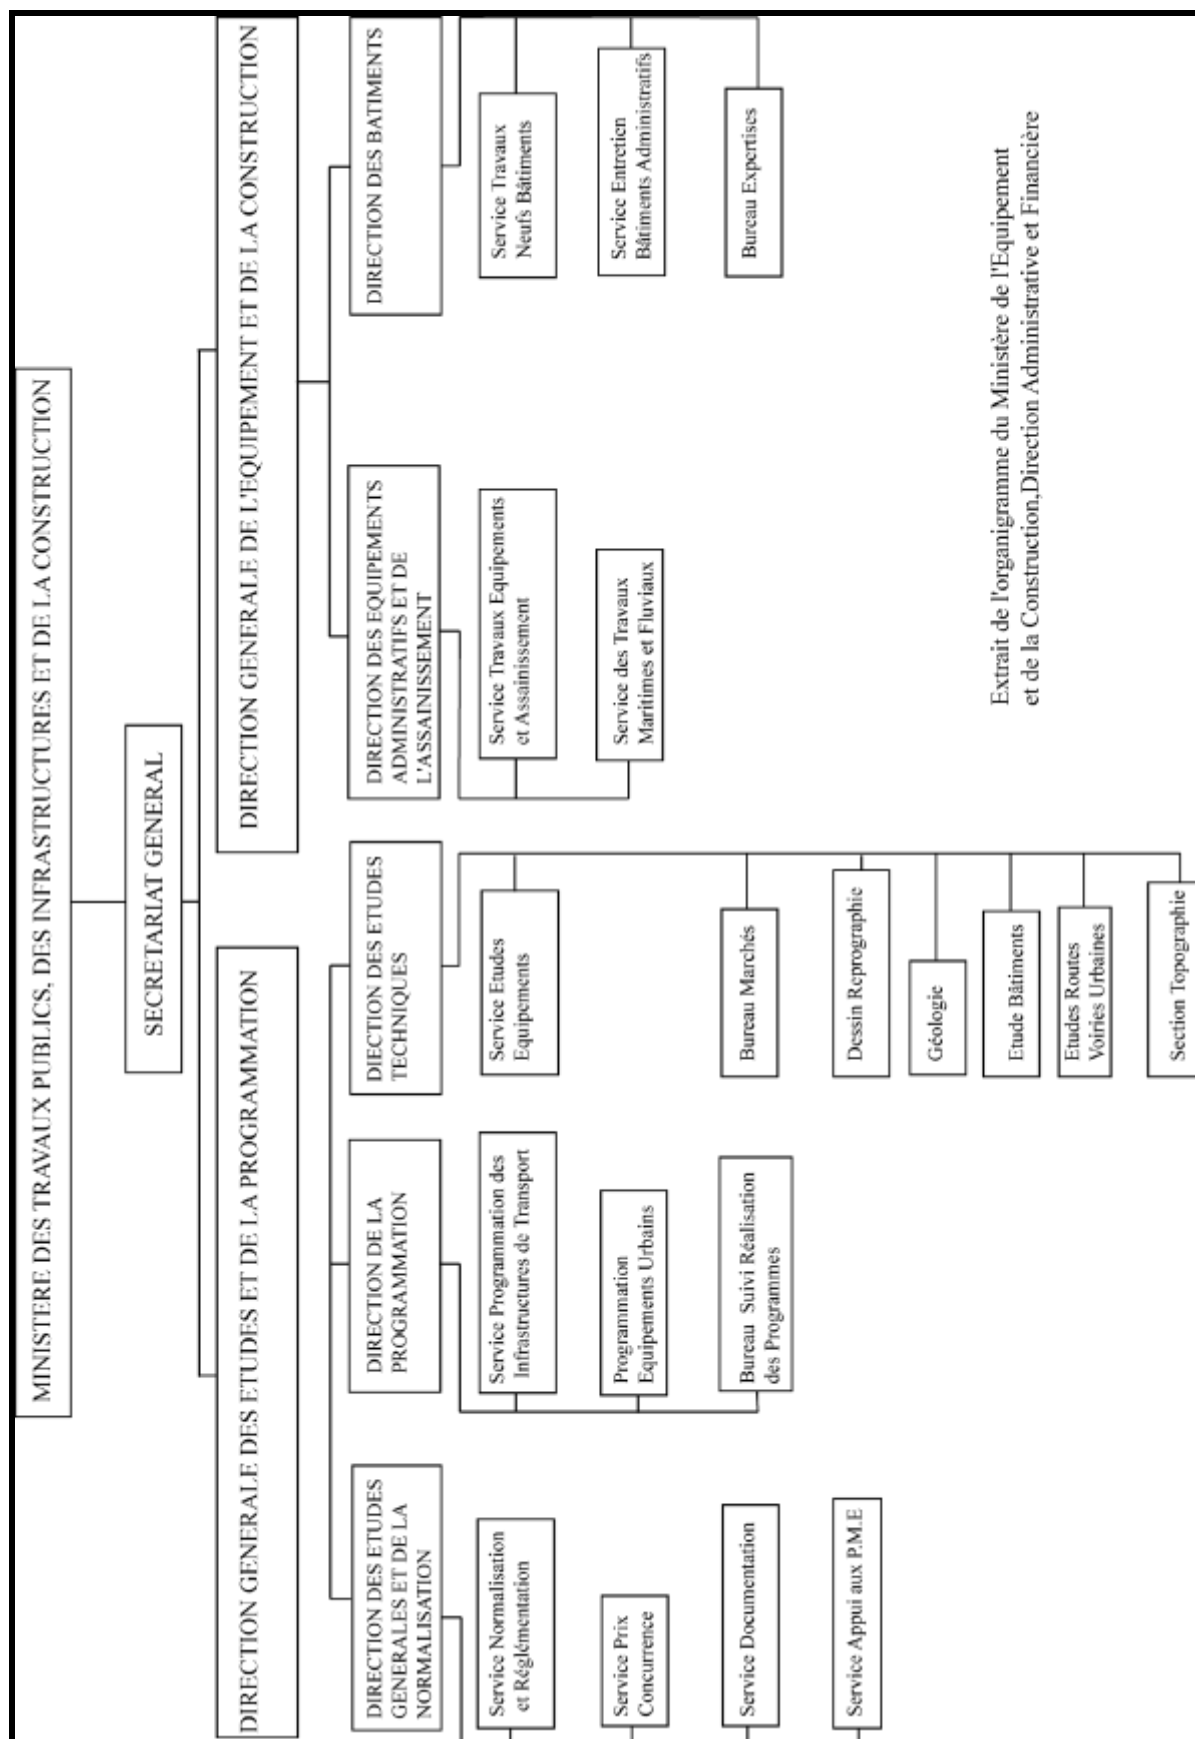 MINISTERE DES TRAVAUX PUBLICS, DES INFRASTRUCTURES ET DE LA CONSTRUCTION
SECRETARIAT GENERAL
DIRECTION GENERALE DES ETUDES ET DE LA PROGRAMMATION
DIRECTION GENERALE DE L'EQUIPEMENT ET DE LA CONSTRUCTION
DIRECTION DES ETUDES
GENERALES ET DE LA
NORMALISATION
DIRECTION DE LA
PROGRAMMATION
DIECTION DES ETUDES
TECHNIQUES
DIRECTION DES EQUIPEMENTS
ADMINISTRATIFS ET DE
L'ASSAINISSEMENT
DIRECTION DES BATIMENTS
Service Normalisation
et Réglémentation
Service Prix
Concurrence
Service Documentation
Service Appui aux P.M.E
Service Programmation des
Infrastructures de Transport
Programmation
Equipements Urbains
Bureau Suivi Réalisation
des Programmes
Service Etudes
Equipements
Bureau Marchés
Dessin Reprographie
Géologie
Etude Bâtiments
Etudes Routes
Voiries Urbaines
Section Topographie
Service Travaux Equipements
et Assainissement
Service des Travaux
Maritimes et Fluviaux
Service Travaux
Neufs Bâtiments
Service Entretien
Bâtiments Administratifs
Bureau Expertises
Extrait de l'organigramme du Ministère de l'Equipement
et de la Construction,Direction Administrative et Financière